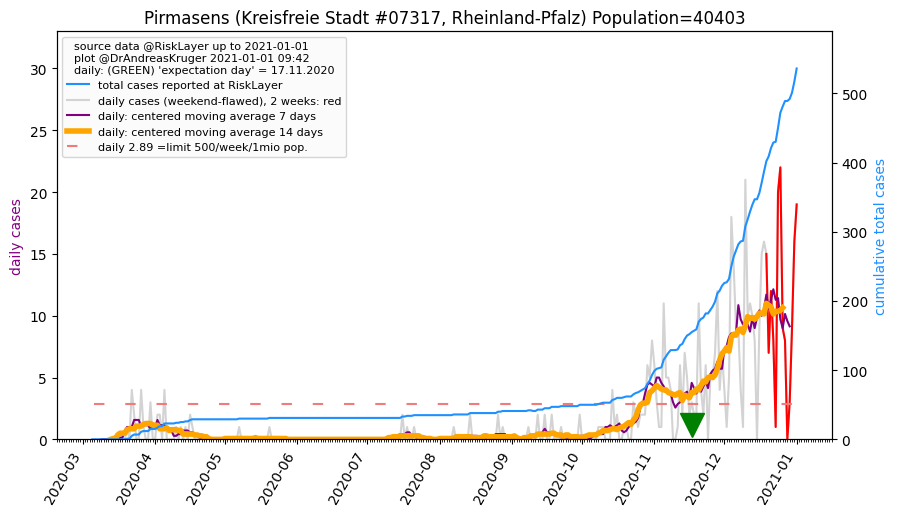 Pirmasens (Kreisfreie Stadt #07317, Rheinland-Pfalz) Population=40403
source data @RiskLayer up to 2021-01-01
plot @DrAndreasKruger 2021-01-01 09:42
daily: (GREEN) 'expectation day' = 17.11.2020
total cases reported at RiskLayer
daily cases (weekend-flawed), 2 weeks: red
daily: centered moving average 7 days
daily: centered moving average 14 days
daily 2.89 =limit 500/week/1mio pop.
daily cases
30
25
20
15
10
5
0
cumulative total cases
500
400
300
200
100
0
2020-03
2020-04
2020-05
2020-06
2020-07
2020-08
2020-09
2020-10
2020-11
2020-12
2021-01